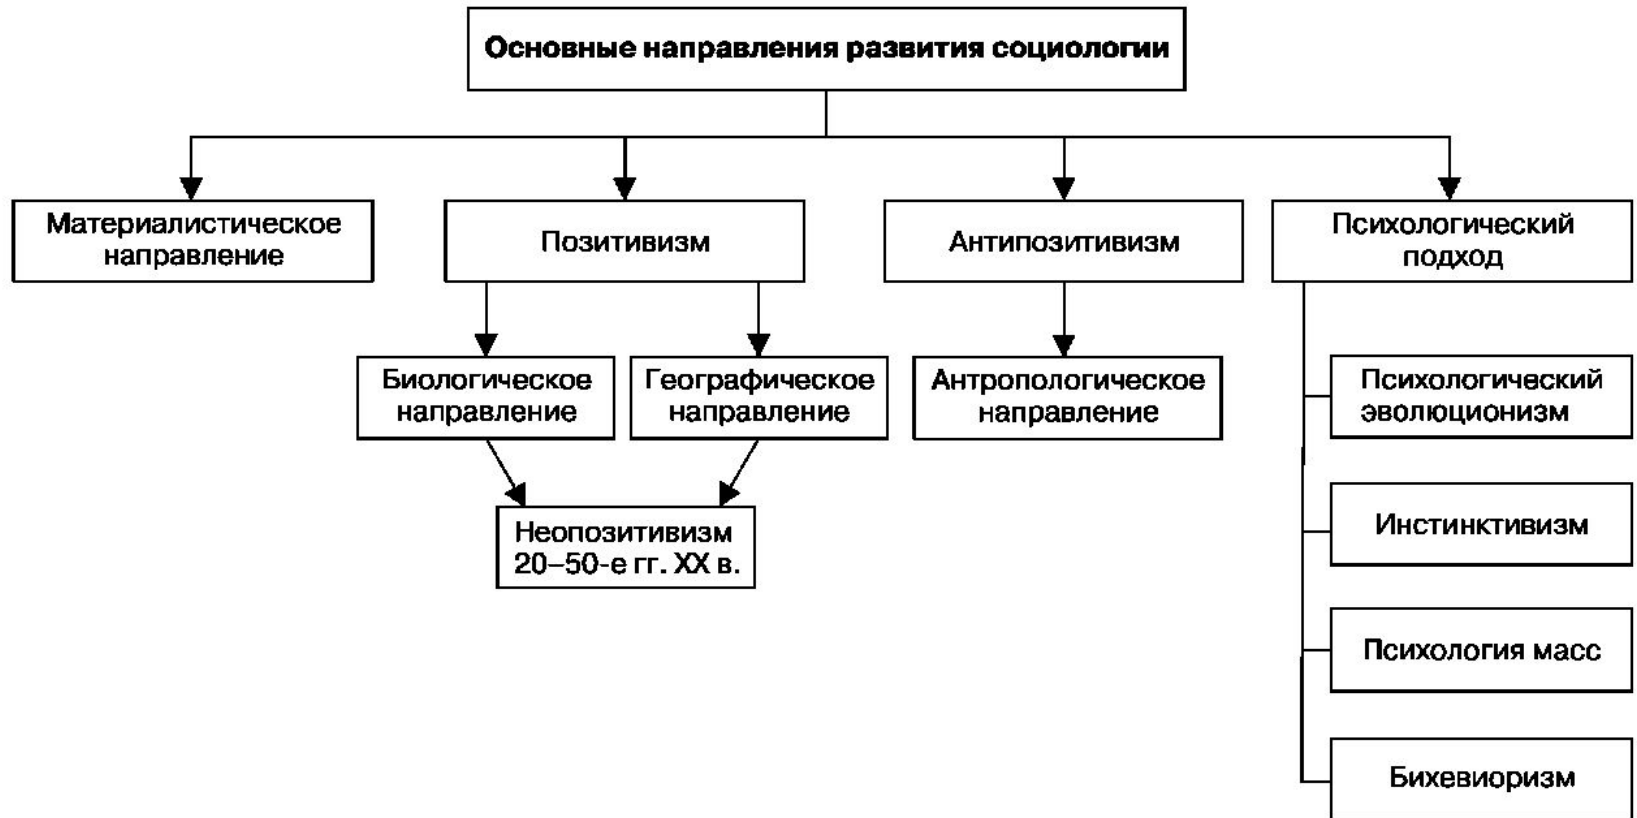 Основные направления развития социологии
Материалистическое
направление
Позитивизм
Антипозитивизм
Психологический
подход
Биологическое
направление
Географическое
направление
Антропологическое
направление
Психологический
эволюционизм
Неопозитивизм
20–50-е гг. XX в.
Инстинктивизм
Психология масс
Бихевиоризм